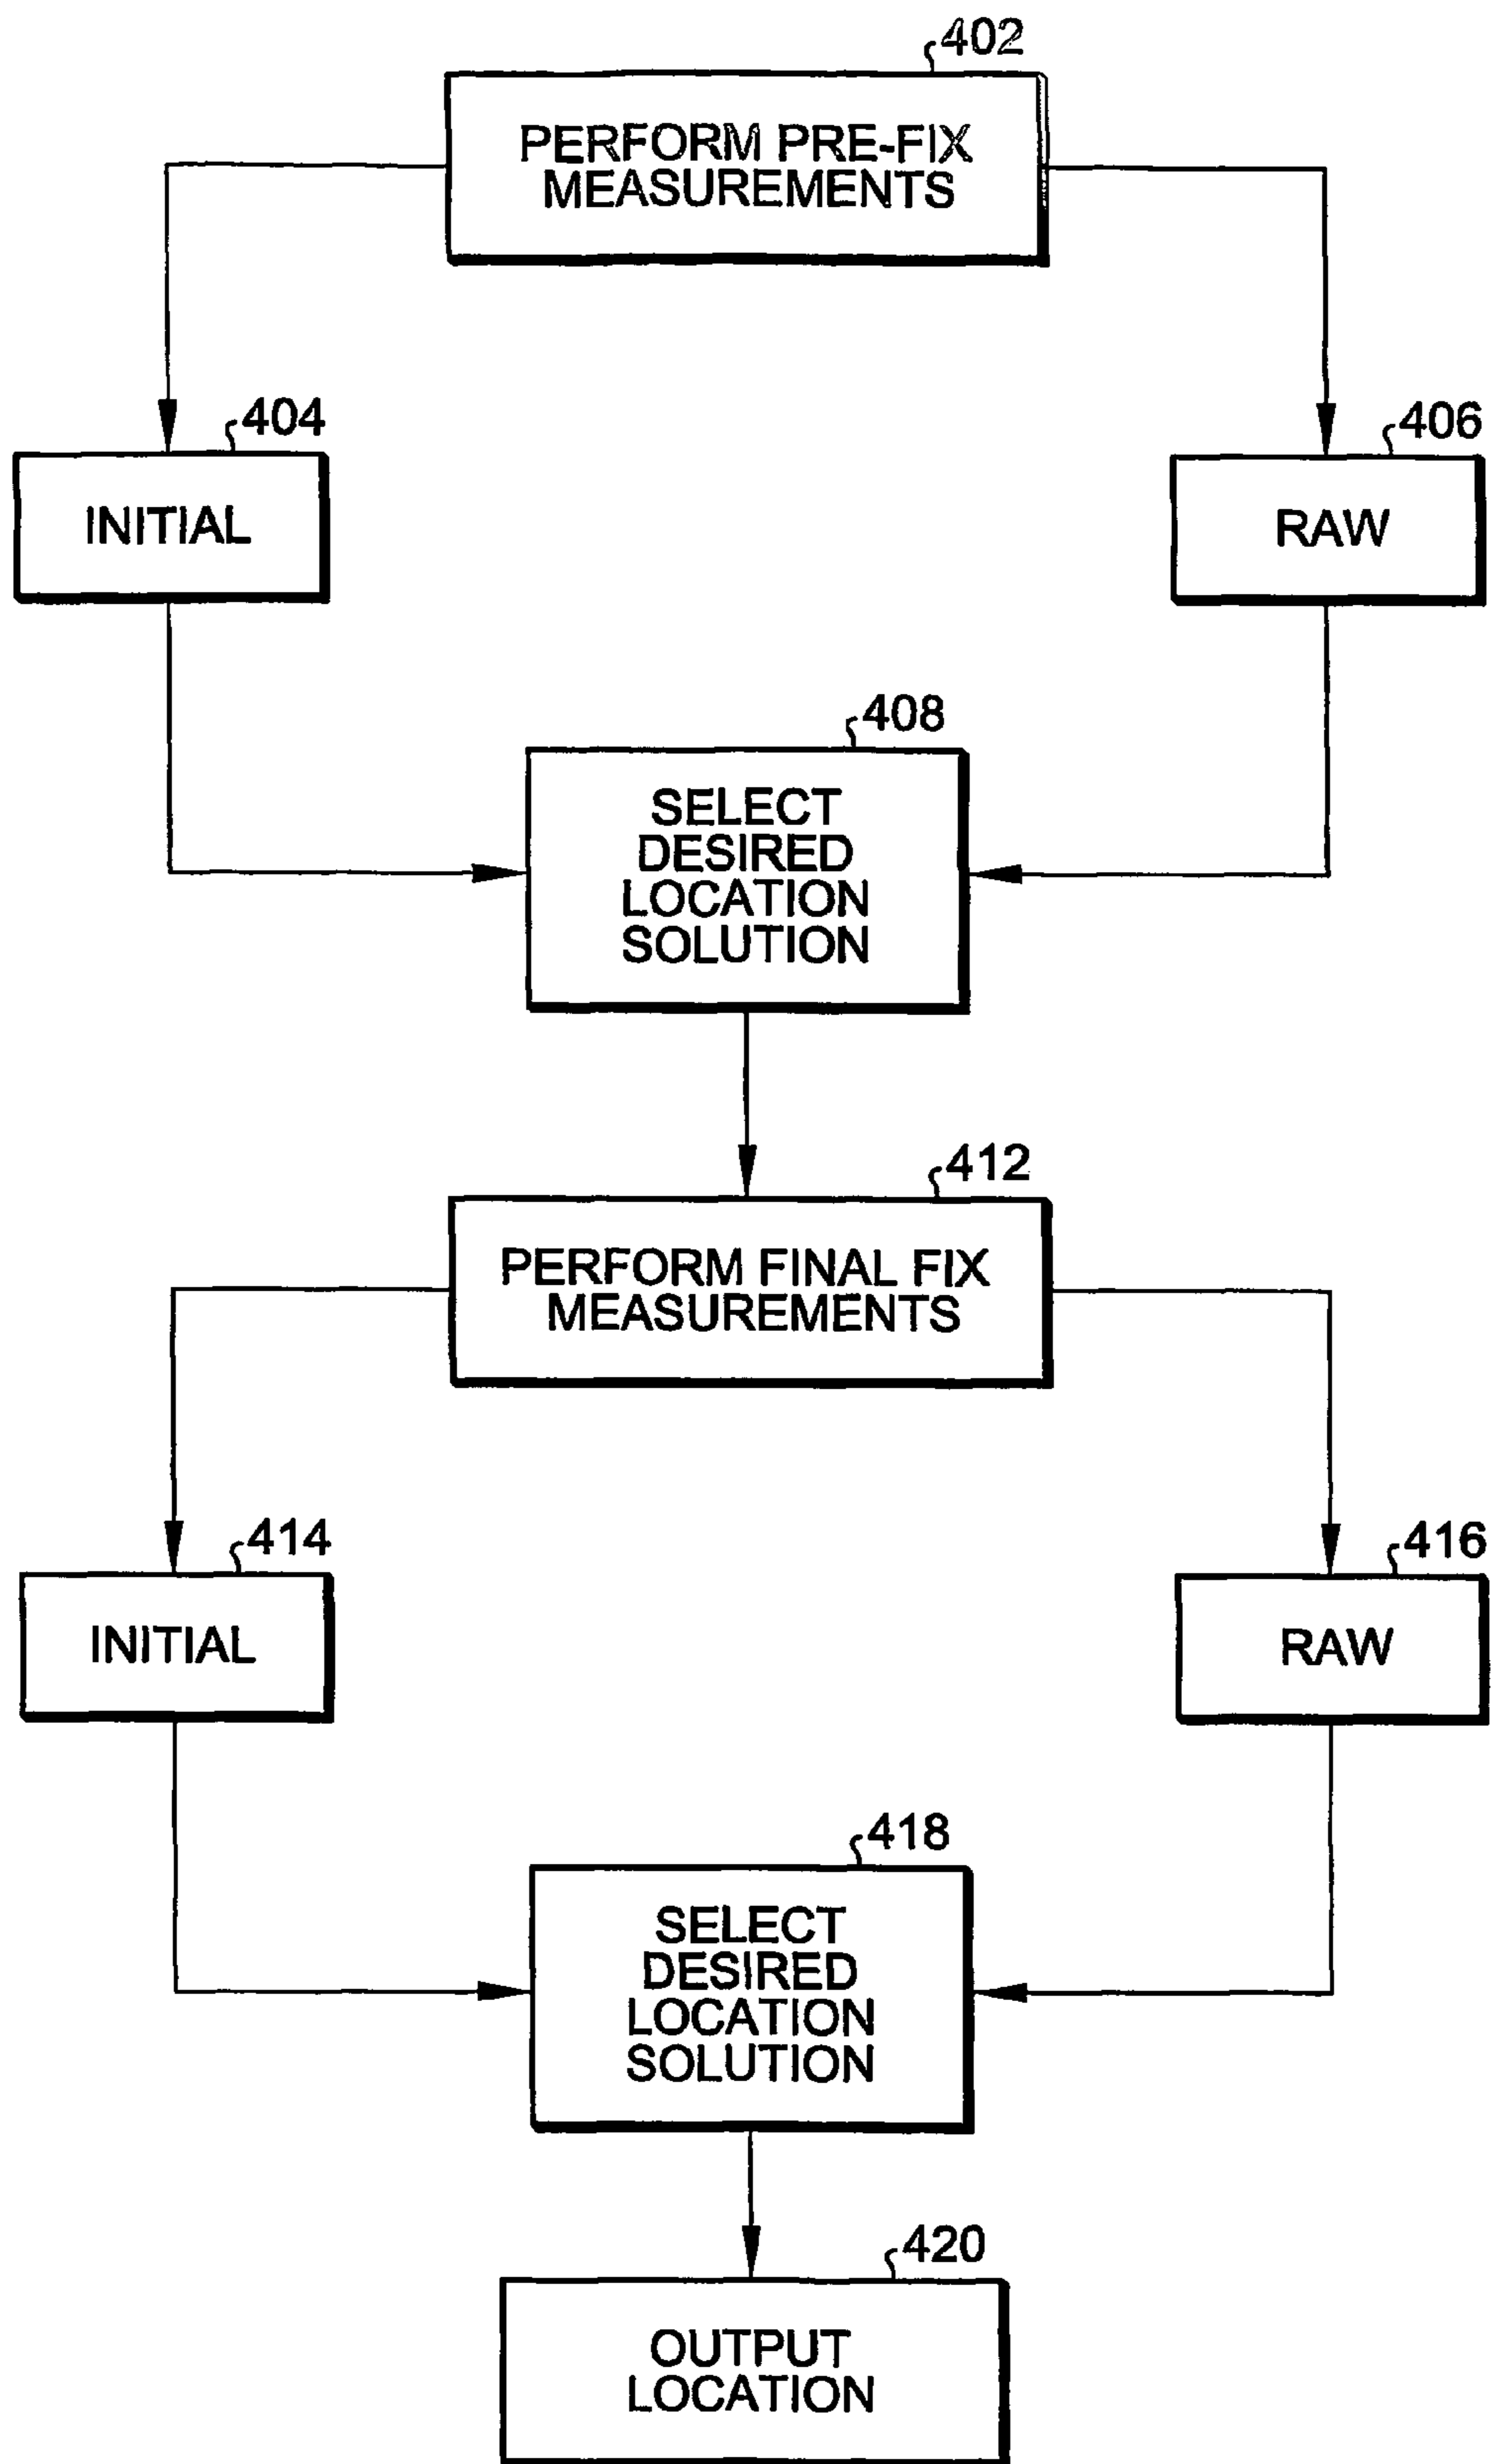 402
PERFORM PRE-FIX
MEASUREMENTS
404
INITIAL
406
RAW
408
SELECT
DESIRED
LOCATION
SOLUTION
412
PERFORM FINAL FIX
MEASUREMENTS
414
INITIAL
416
RAW
418
SELECT
DESIRED
LOCATION
SOLUTION
420
OUTPUT
LOCATION